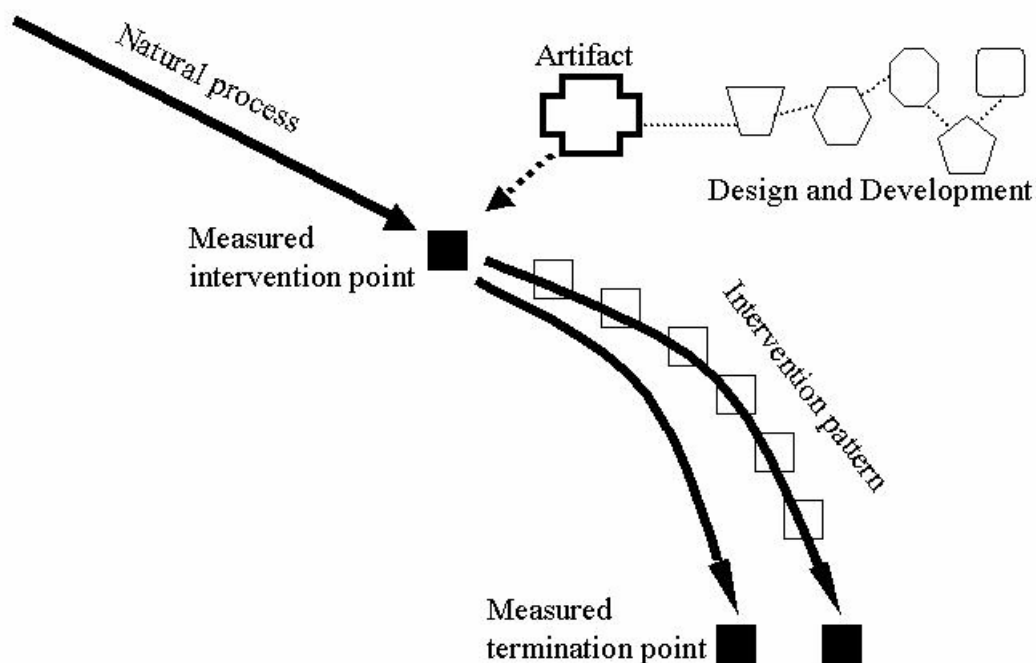 Natural process
Artifact
Design and Development
Measured
intervention point
Intervention pattern
Measured
termination point